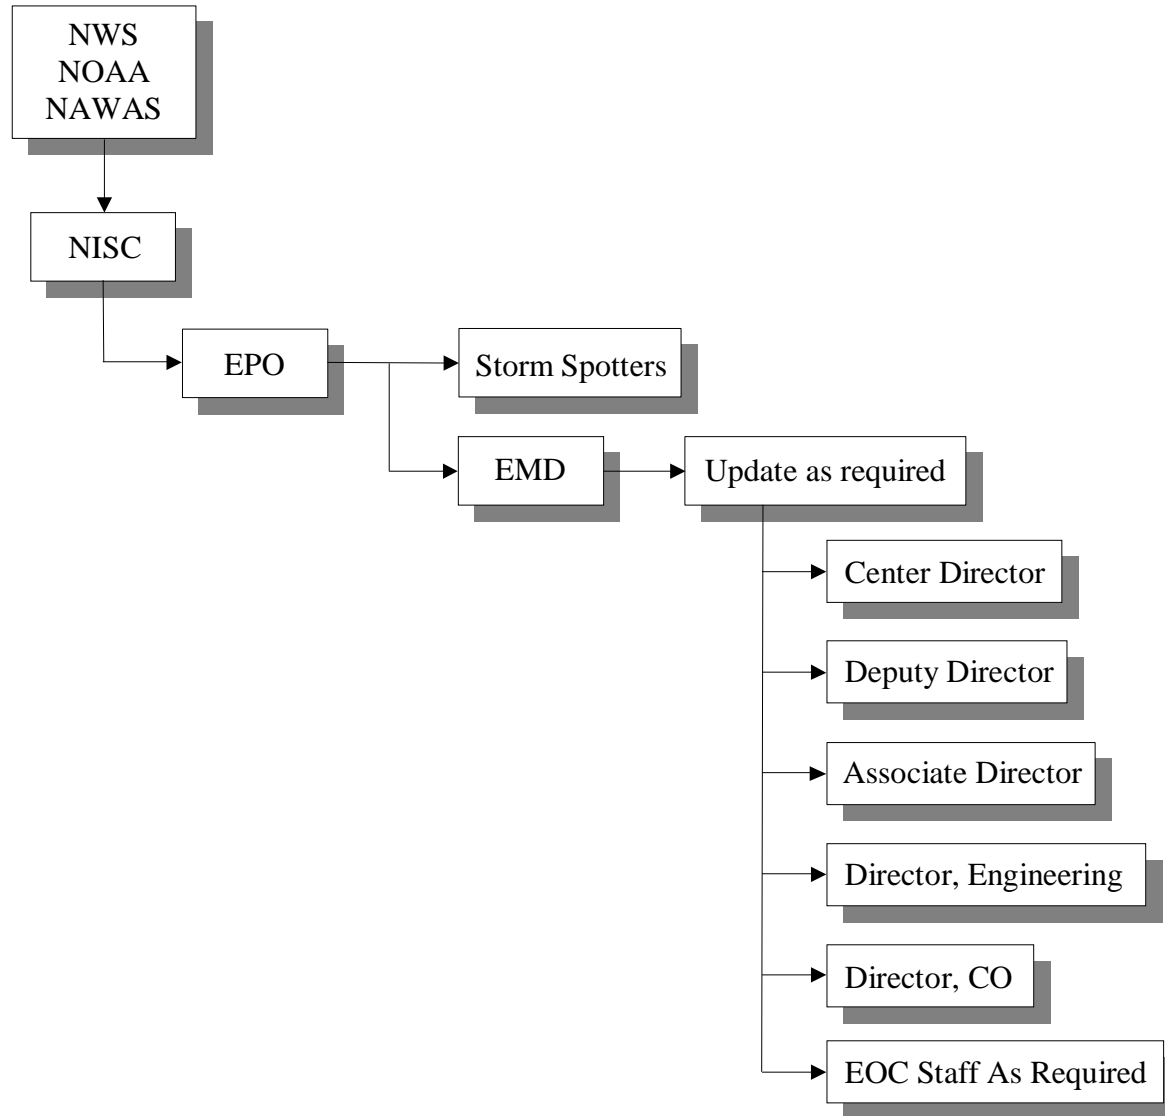 NWS
NOAA
NAWAS
NISC
EPO
Storm Spotters
EMD
Update as required
Center Director
Deputy Director
Associate Director
Director, Engineering
Director, CO
EOC Staff As Required